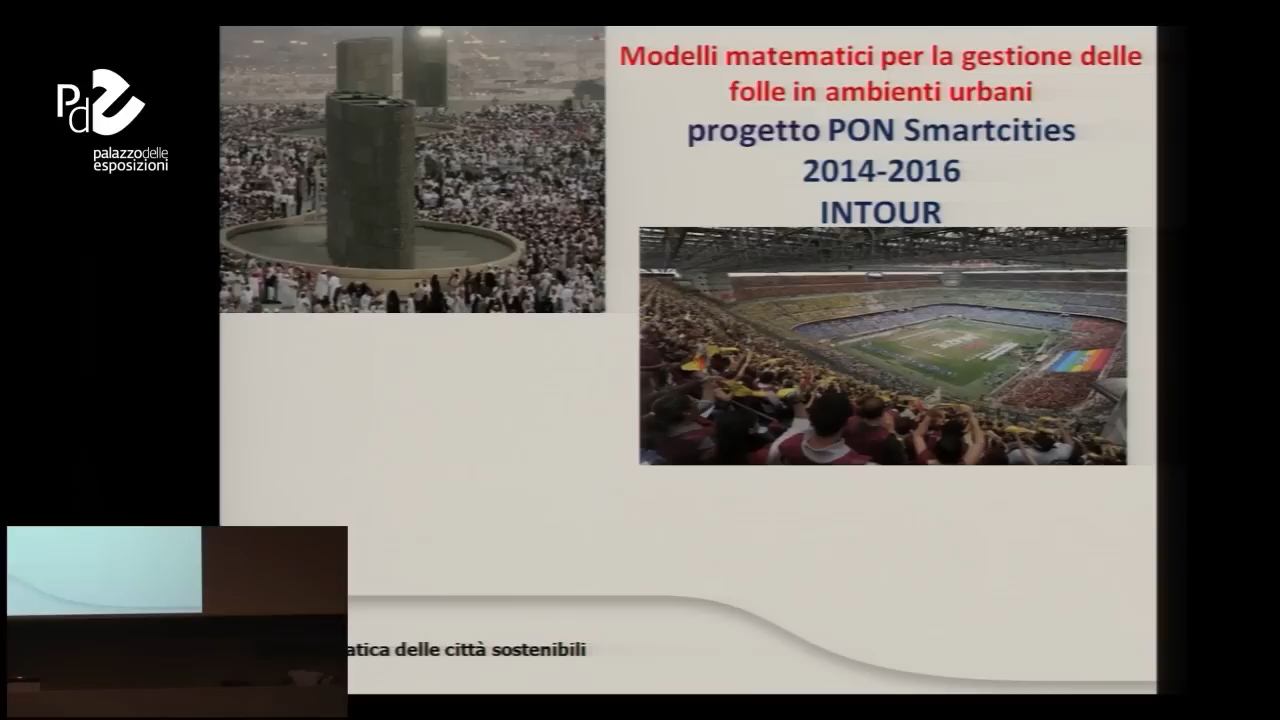 Pd
palazzodelle
esposizioni
Modelli matematici per la gestione delle
folle in ambienti urbani
progetto PON Smartcities
2014-2016
INTOUR
atica delle città sostenibili